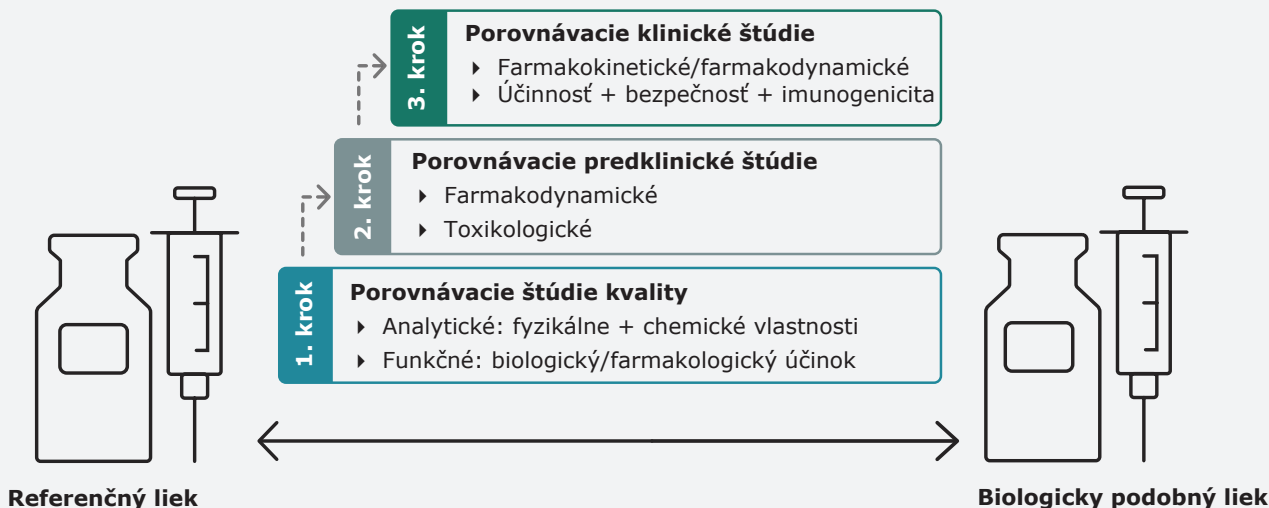 3. krok
Porovnávacie klinické štúdie
Farmakokinetické/farmakodynamické
Účinnosť + bezpečnosť + imunogenicita
2. krok
Porovnávacie predklinické štúdie
Farmakodynamické
Toxikologické
1. krok
Porovnávacie štúdie kvality
Analytické: fyzikálne + chemické vlastnosti
Funkčné: biologický/farmakologický účinok
Referenčný liek
Biologicky podobný liek